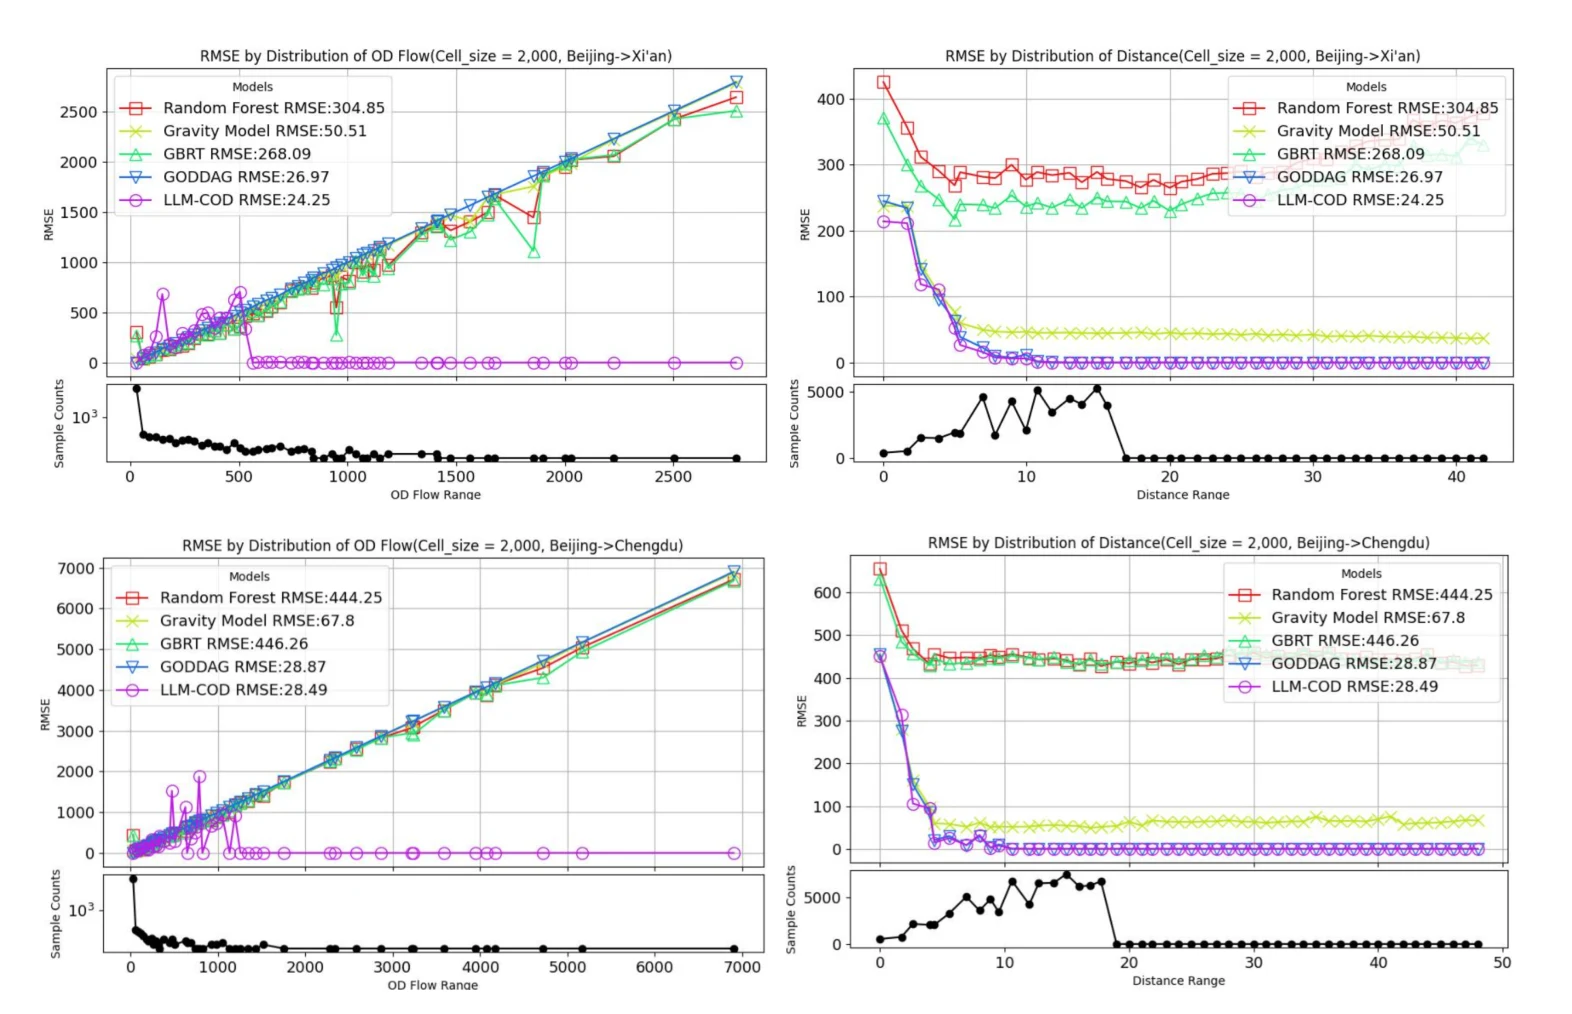 RMSE by Distribution of OD Flow(Cell_size = 2,000, Beijing->Xi'an)
Models
Random Forest RMSE:304.85
Gravity Model RMSE:50.51
GBRT RMSE:268.09
GODDAG RMSE:26.97
LLM-COD RMSE:24.25
2500
2000
1500
1000
500
0
RMSE
10³
Sample Counts
0 500 1000 1500 2000 2500
OD Flow Range
RMSE by Distribution of Distance(Cell_size = 2,000, Beijing->Xi'an)
Models
Random Forest RMSE:304.85
Gravity Model RMSE:50.51
GBRT RMSE:268.09
GODDAG RMSE:26.97
LLM-COD RMSE:24.25
400
300
200
100
0
RMSE
5000
0
Sample Counts
0 10 20 30 40
Distance Range
RMSE by Distribution of OD Flow(Cell_size = 2,000, Beijing->Chengdu)
Models
Random Forest RMSE:444.25
Gravity Model RMSE:67.8
GBRT RMSE:446.26
GODDAG RMSE:28.87
LLM-COD RMSE:28.49
7000
6000
5000
4000
3000
2000
1000
0
RMSE
10³
Sample Counts
0 1000 2000 3000 4000 5000 6000 7000
OD Flow Range
RMSE by Distribution of Distance(Cell_size = 2,000, Beijing->Chengdu)
Models
Random Forest RMSE:444.25
Gravity Model RMSE:67.8
GBRT RMSE:446.26
GODDAG RMSE:28.87
LLM-COD RMSE:28.49
600
500
400
300
200
100
0
RMSE
5000
0
Sample Counts
0 10 20 30 40 50
Distance Range